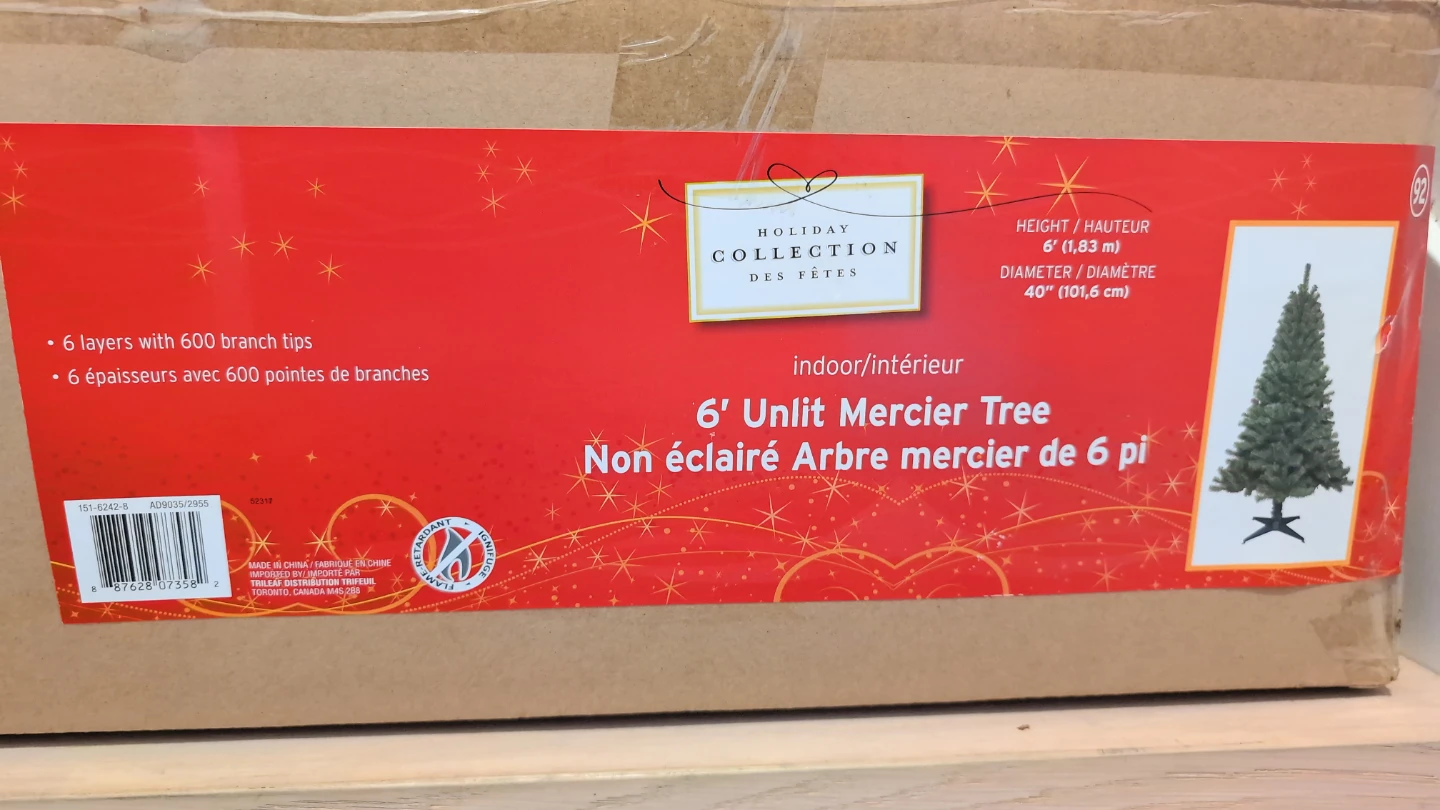 92
HOLIDAY
COLLECTION
DES FÊTES
HEIGHT / HAUTEUR
6' (1,83 m)
DIAMETER / DIAMÈTRE
40" (101,6 cm)
• 6 layers with 600 branch tips
• 6 épaisseurs avec 600 pointes de branches
indoor/intérieur
6' Unlit Mercier Tree
Non éclairé Arbre mercier de 6 pi
151-6242-8 AD9035/2955
8 87628 07358 2
MADE IN CHINA / FABRIQUÉ EN CHINE
IMPORTED BY/ IMPORTÉ PAR
TRILEAF DISTRIBUTION TRIFEUIL
TORONTO, CANADA M4S 2B8
FLAME-RETARDANT • IGNIFUGE •